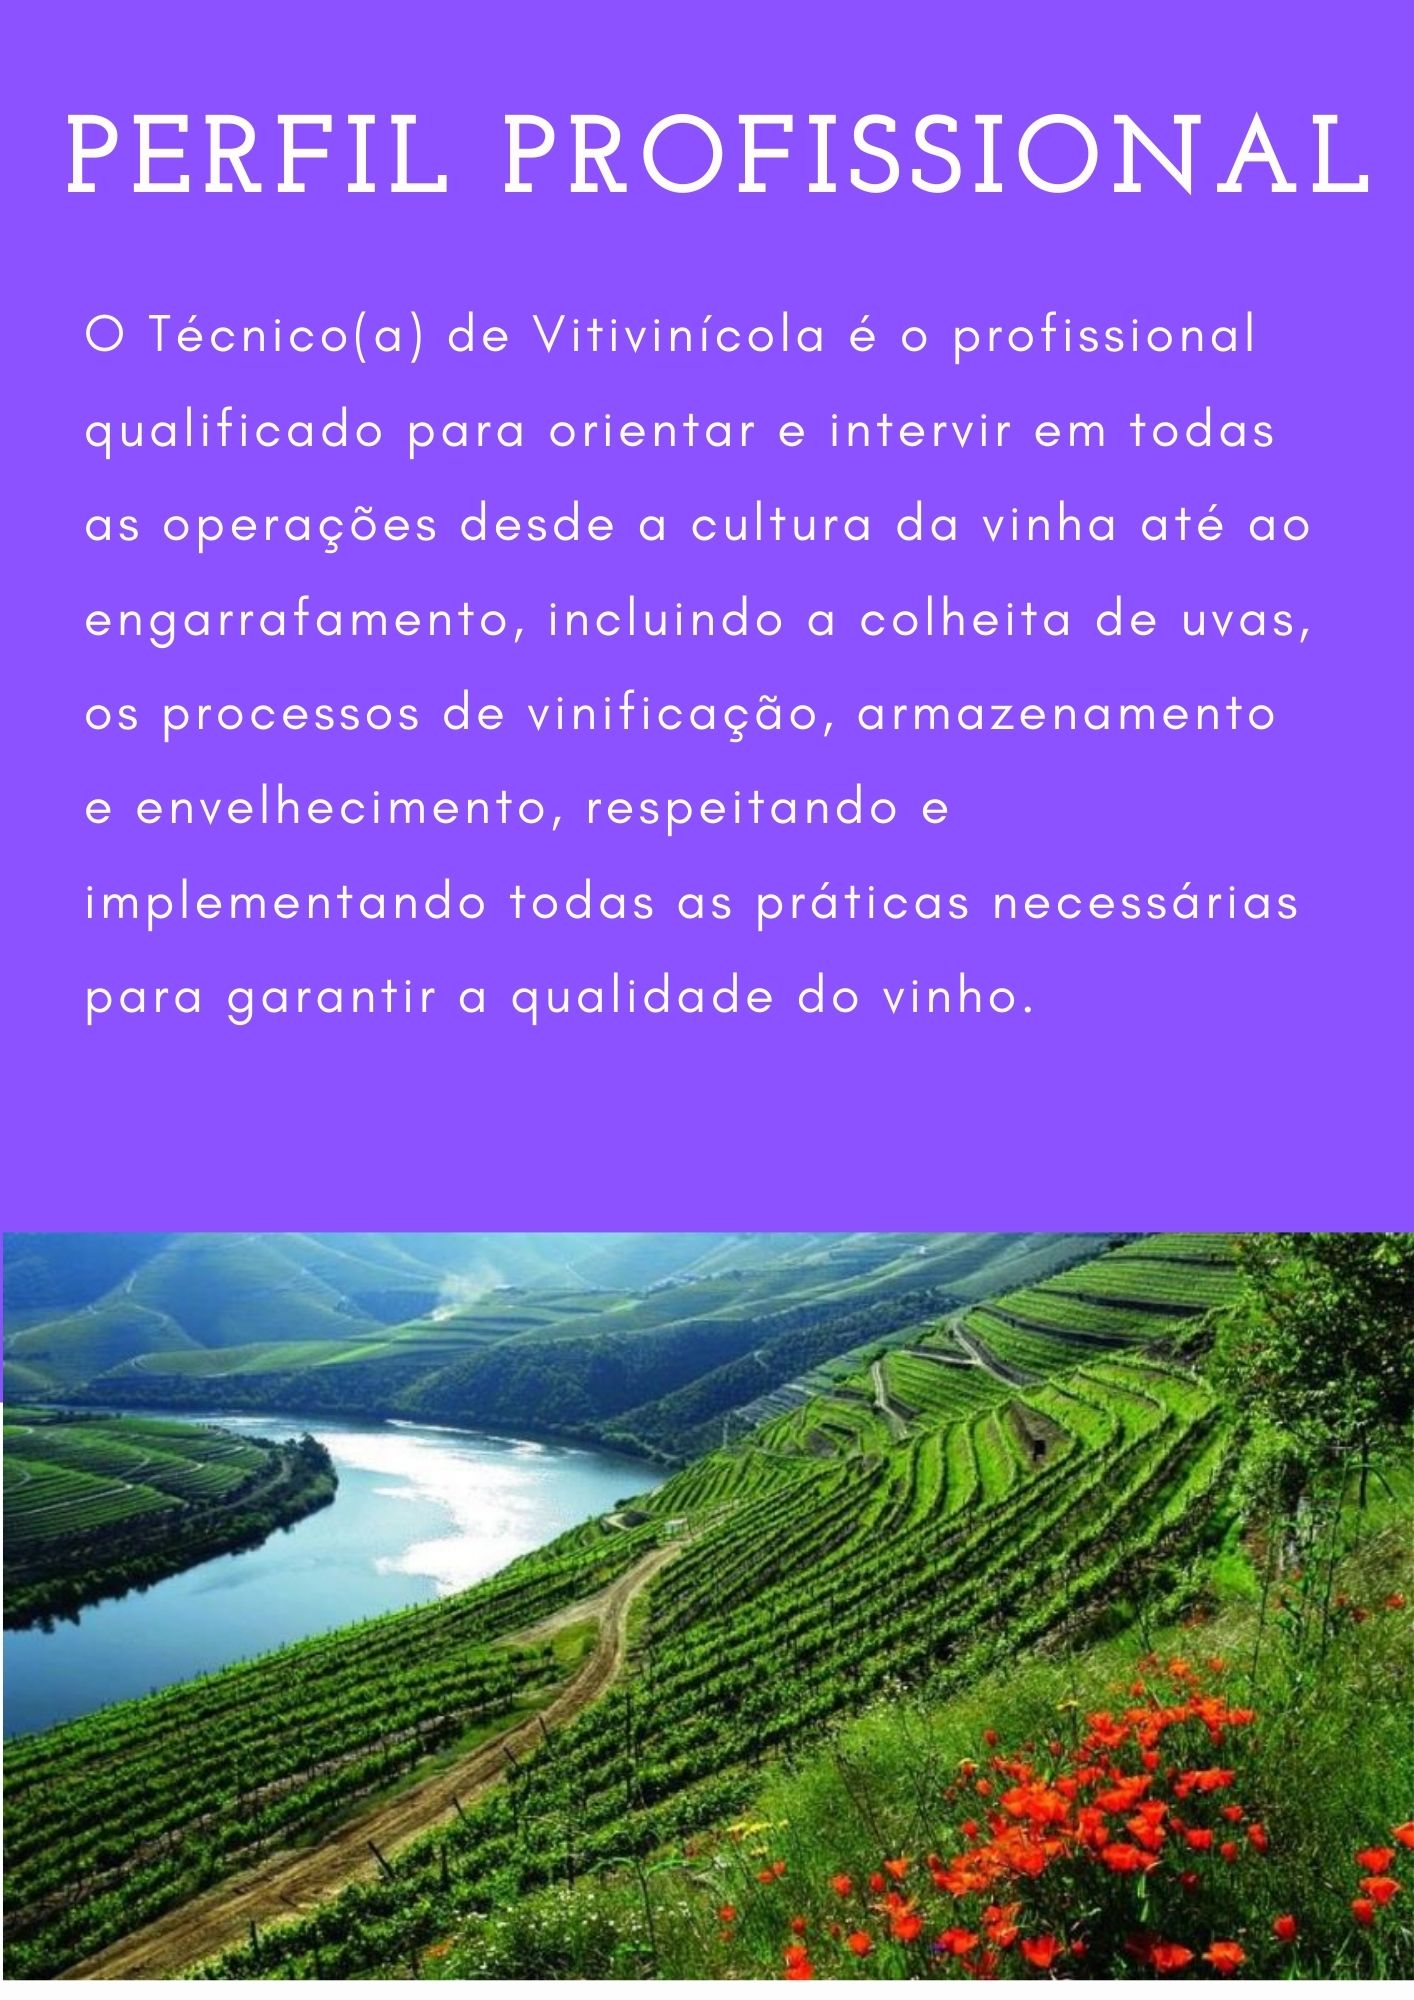 PERFIL PROFISSIONAL
O Técnico(a) de Vitivinícola é o profissional
qualificado para orientar e intervir em todas
as operações desde a cultura da vinha até ao
engarrafamento, incluindo a colheita de uvas,
os processos de vinificação, armazenamento
e envelhecimento, respeitando e
implementando todas as práticas necessárias
para garantir a qualidade do vinho.